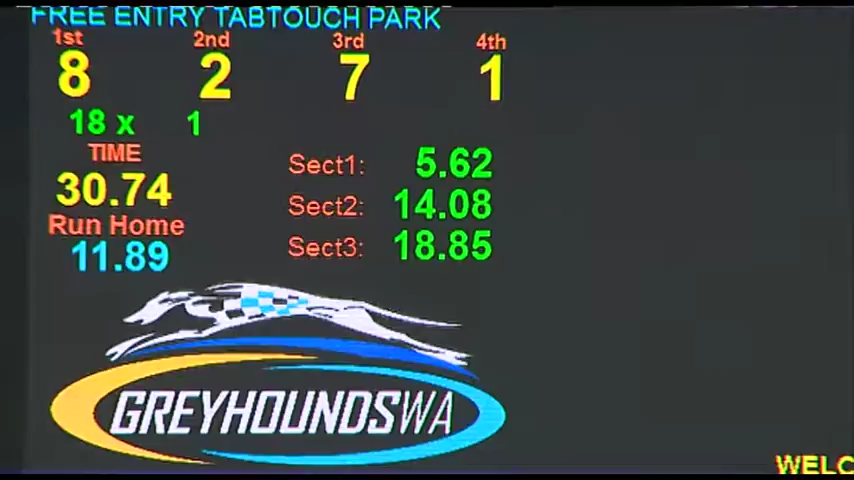 FREE ENTRY TABTOUCH PARK
1st 2nd 3rd 4th
8 2 7 1
18 x 1
TIME
30.74
Run Home
11.89
Sect1: 5.62
Sect2: 14.08
Sect3: 18.85
GREYHOUNDSWA
WELC